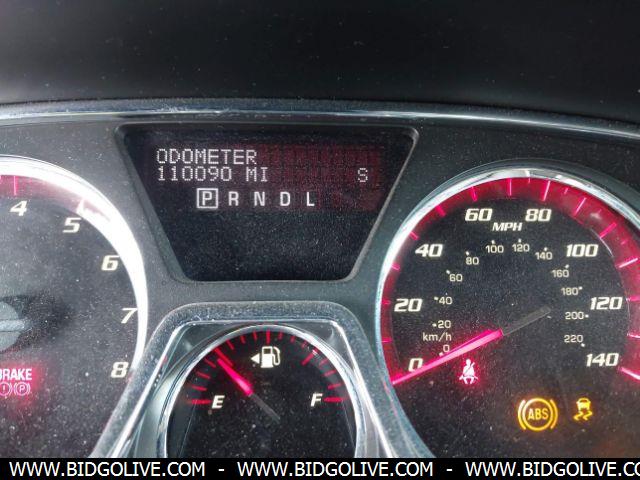 ODOMETER
110090 MI S
P R N D L
4 5 6 7 8
BRAKE
P
E F
0 20 40 60 80 100 120 140
MPH
0 20 40 60 80 100 120 140 160 180 200 220
km/h
ABS
WWW.BIDGOLIVE.COM - WWW.BIDGOLIVE.COM - WWW.BIDGOLIVE.COM